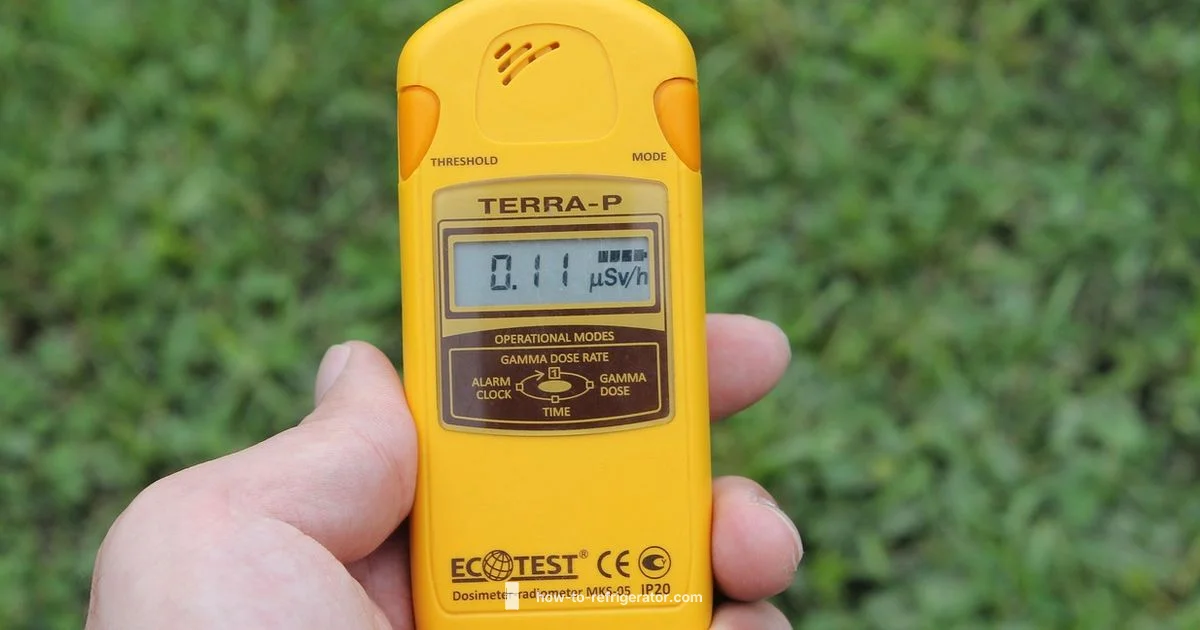 THRESHOLD MODE
TERRA-P
0.11 µSv/h
OPERATIONAL MODES
GAMMA DOSE RATE
1
ALARM CLOCK
GAMMA DOSE
TIME
ECOTEST® CE
Dosimeter-radiometer MKS-05 IP20
how-to-refrigerator.com